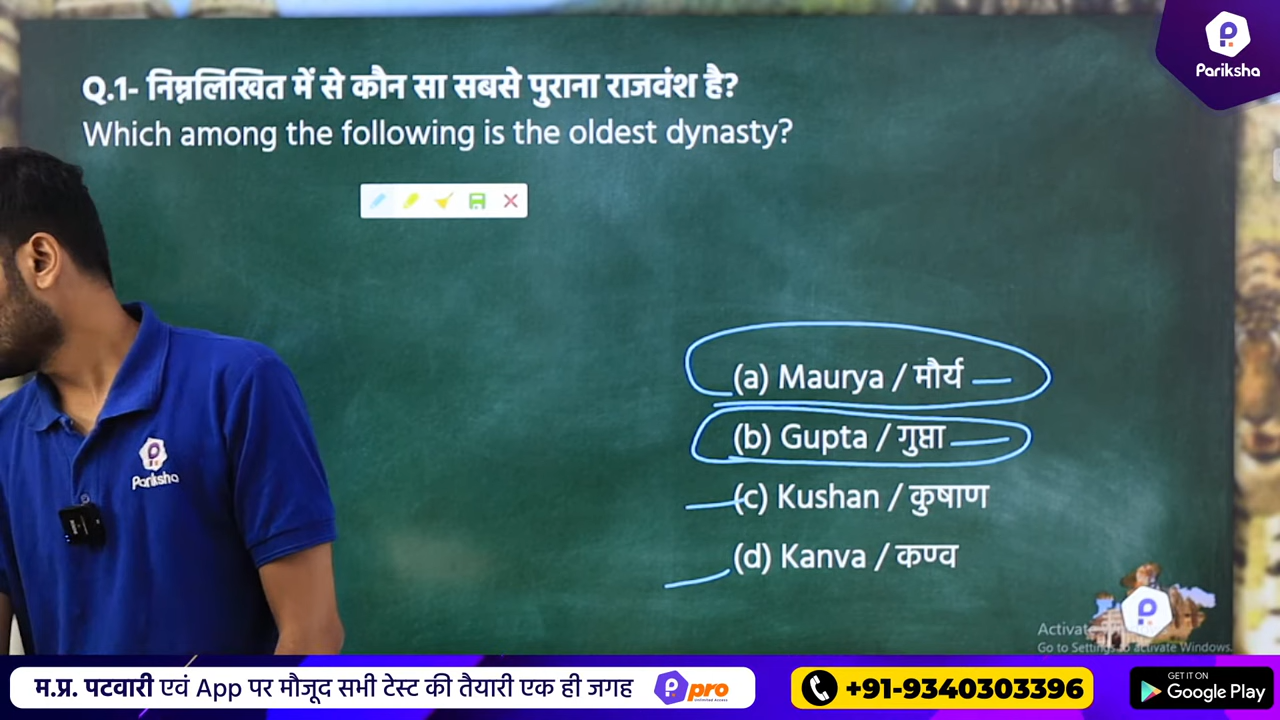 Pariksha
Q.1- निम्नलिखित में से कौन सा सबसे पुराना राजवंश है?
Which among the following is the oldest dynasty?
(a) Maurya / मौर्य
(b) Gupta / गुप्ता
(c) Kushan / कुषाण
(d) Kanva / कण्व
Pariksha
Go to Settings to activate Windows.
म.प्र. पटवारी एवं App पर मौजूद सभी टेस्ट की तैयारी एक ही जगह
pro
+91-9340303396
GET IT ON
Google Play